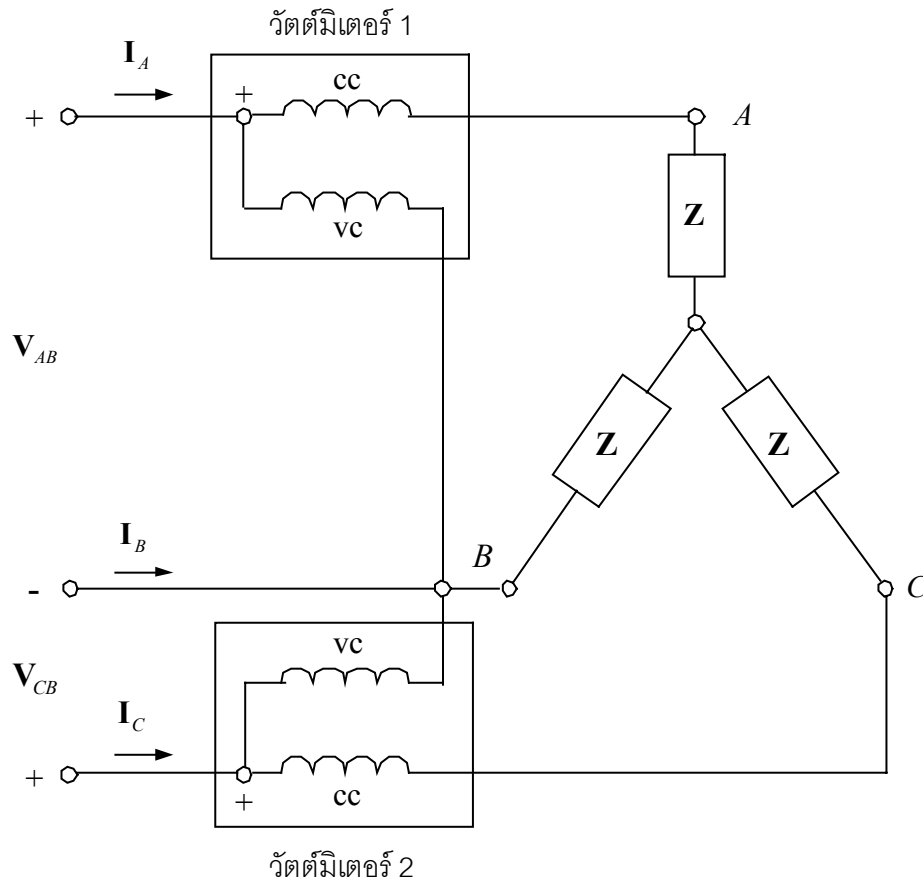 วัตต์มิเตอร์ 1
I_A
cc
+
+
A
vc
Z
V_AB
Z
Z
I_B
B
-
C
vc
V_CB
I_C
+
+
cc
วัตต์มิเตอร์ 2